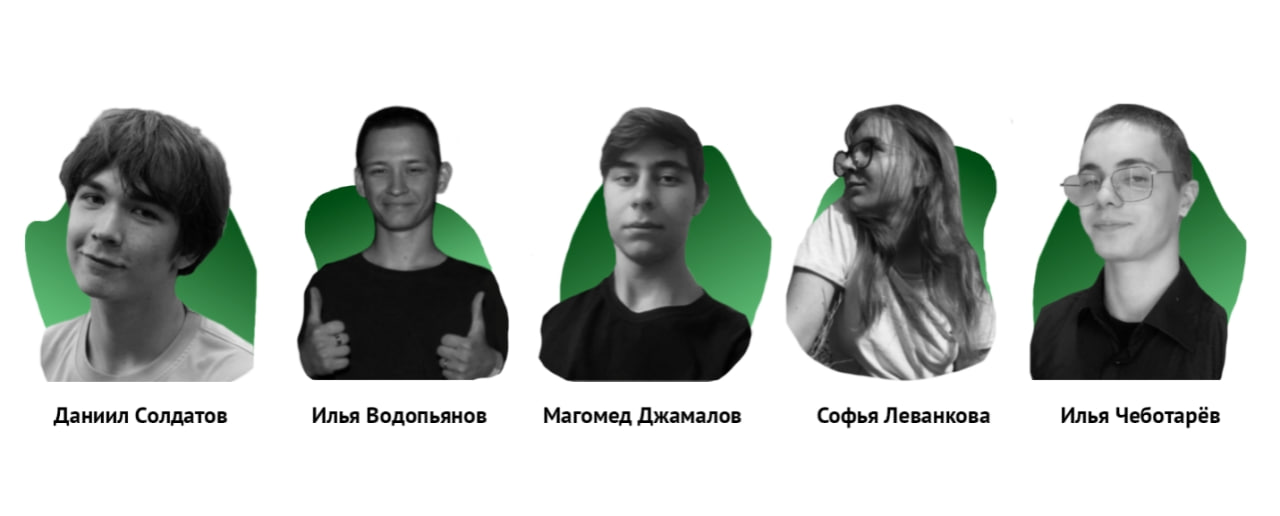 Даниил Солдатов
Илья Водопьянов
Магомед Джамалов
Софья Леванкова
Илья Чеботарёв